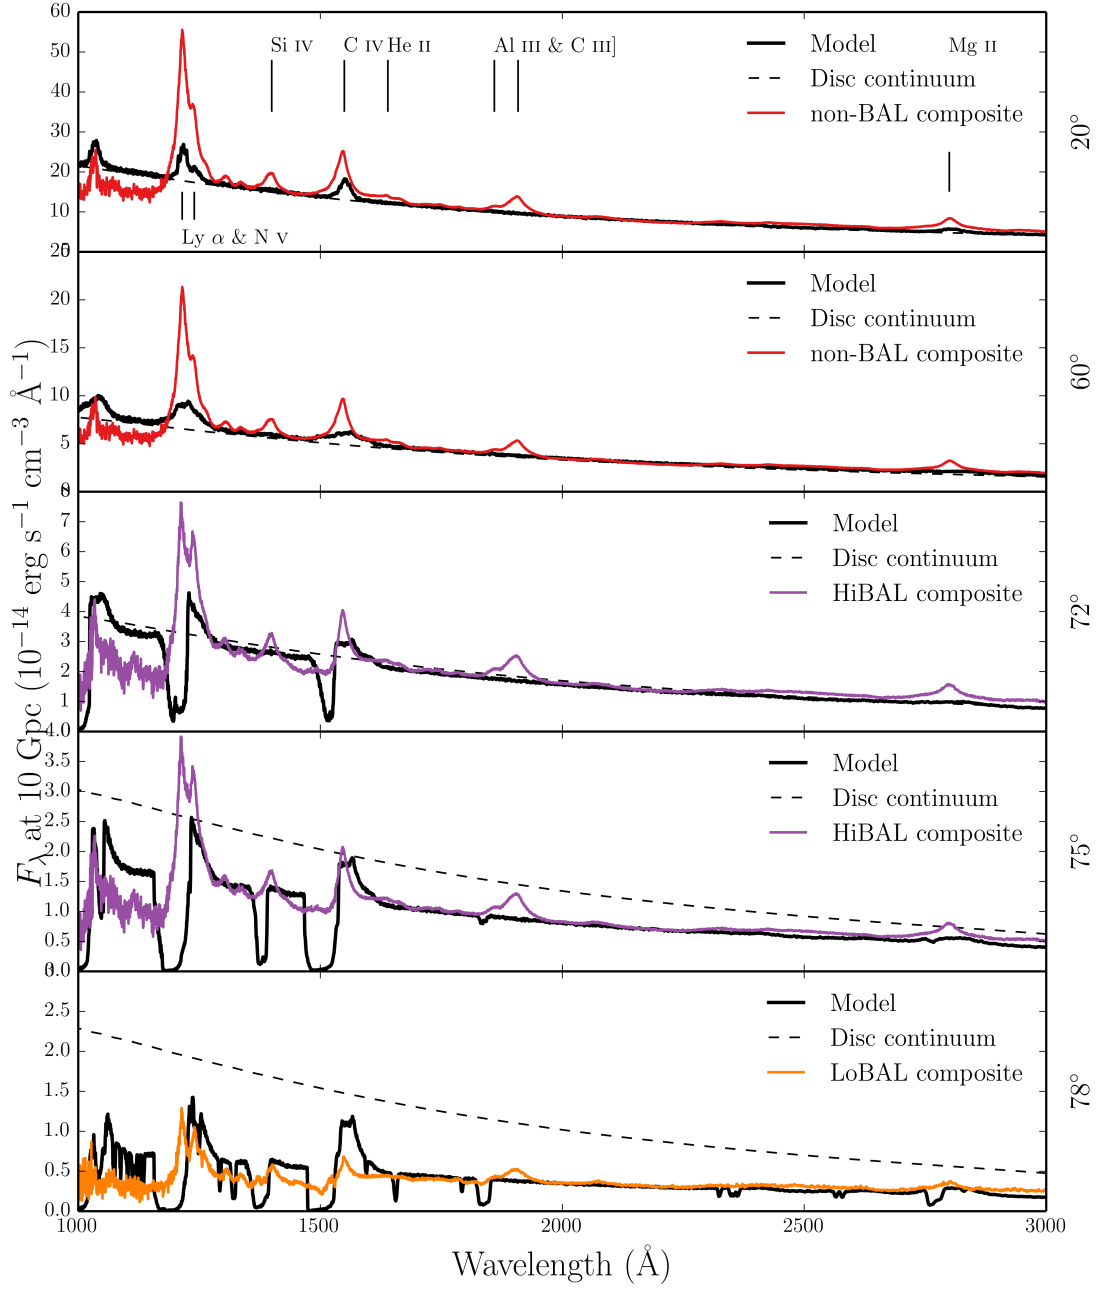 60
50
40
30
20
10
Si IV
C IV He II
Al III & C III]
Mg II
Ly α & N V
Model
Disc continuum
non-BAL composite
20°
25
20
15
10
5
Model
Disc continuum
non-BAL composite
60°
7
6
5
4
3
2
1
Model
Disc continuum
HiBAL composite
72°
4.0
3.5
3.0
2.5
2.0
1.5
1.0
0.5
0.0
Model
Disc continuum
HiBAL composite
75°
2.5
2.0
1.5
1.0
0.5
0.0
Model
Disc continuum
LoBAL composite
78°
1000 1500 2000 2500 3000
Wavelength (Å)
F_λ at 10 Gpc (10⁻¹⁴ erg s⁻¹ cm⁻³ Å⁻¹)